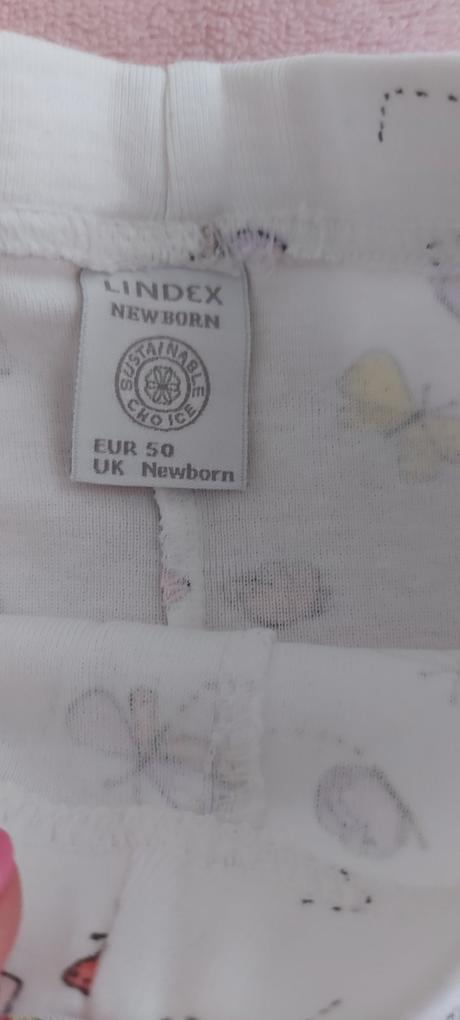 LINDEX
NEWBORN
SUSTAINABLE
CHOICE
EUR 50
UK Newborn